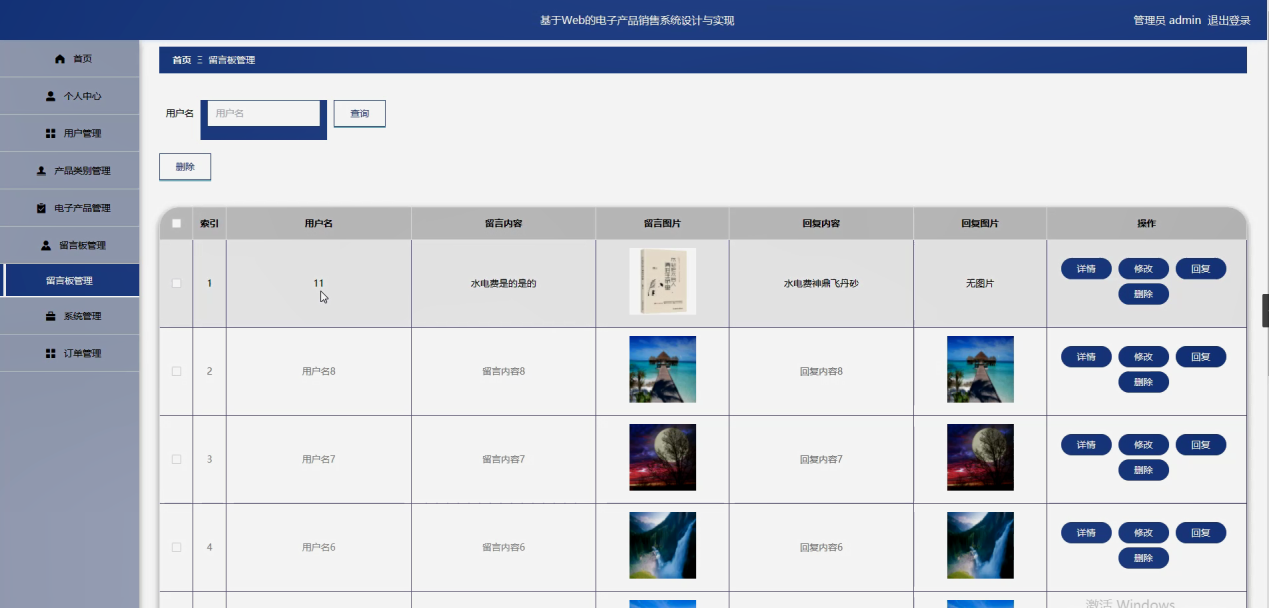 基于Web的电子产品销售系统设计与实现
管理员 admin 退出登录
首页
个人中心
用户管理
产品类别管理
电子产品管理
留言板管理
留言板管理
系统管理
订单管理
首页 Ξ 留言板管理
用户名 用户名 查询
删除
索引 用户名 留言内容 留言图片 回复内容 回复图片 操作
1 11 水电费是的是的 水电费神鼎飞丹砂 无图片 详情 修改 回复
删除
2 用户名8 留言内容8 回复内容8 详情 修改 回复
删除
3 用户名7 留言内容7 回复内容7 详情 修改 回复
删除
4 用户名6 留言内容6 回复内容6 详情 修改 回复
删除
激活 Windows